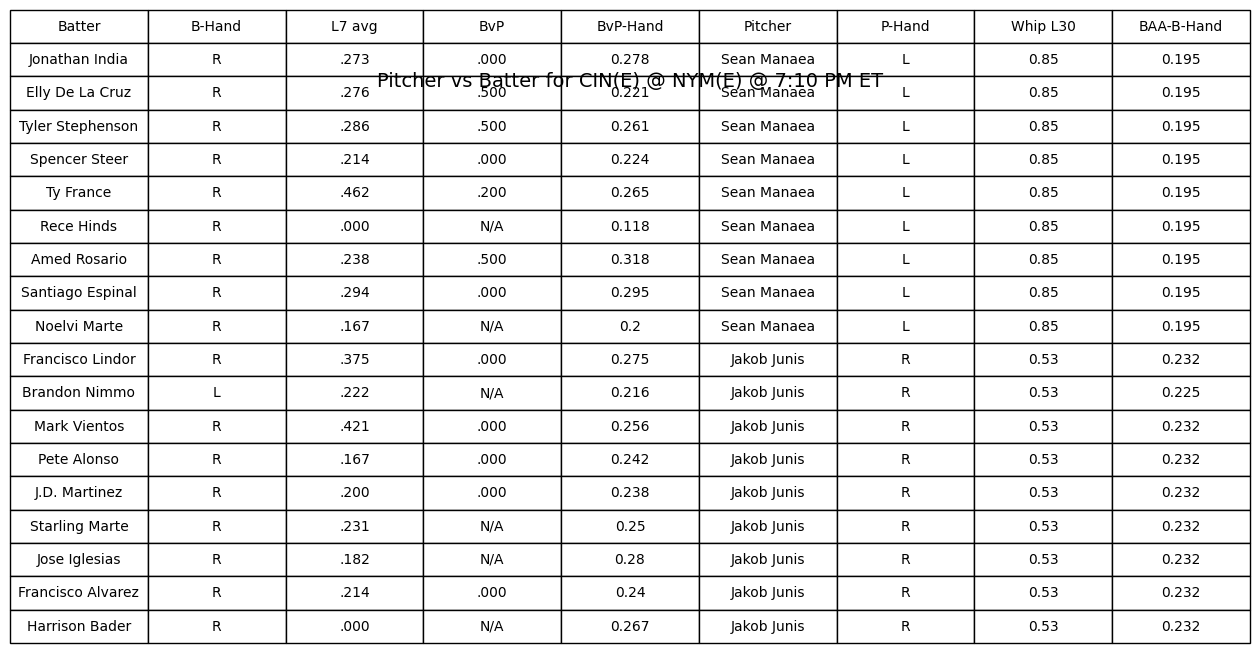 Batter B-Hand L7 avg BvP BvP-Hand Pitcher P-Hand Whip L30 BAA-B-Hand
Jonathan India R .273 .000 0.278 Sean Manaea L 0.85 0.195
Pitcher vs Batter for CIN(E) @ NYM(E) @ 7:10 PM ET
Elly De La Cruz R .276 .500 0.221 Sean Manaea L 0.85 0.195
Tyler Stephenson R .286 .500 0.261 Sean Manaea L 0.85 0.195
Spencer Steer R .214 .000 0.224 Sean Manaea L 0.85 0.195
Ty France R .462 .200 0.265 Sean Manaea L 0.85 0.195
Rece Hinds R .000 N/A 0.118 Sean Manaea L 0.85 0.195
Amed Rosario R .238 .500 0.318 Sean Manaea L 0.85 0.195
Santiago Espinal R .294 .000 0.295 Sean Manaea L 0.85 0.195
Noelvi Marte R .167 N/A 0.2 Sean Manaea L 0.85 0.195
Francisco Lindor R .375 .000 0.275 Jakob Junis R 0.53 0.232
Brandon Nimmo L .222 N/A 0.216 Jakob Junis R 0.53 0.225
Mark Vientos R .421 .000 0.256 Jakob Junis R 0.53 0.232
Pete Alonso R .167 .000 0.242 Jakob Junis R 0.53 0.232
J.D. Martinez R .200 .000 0.238 Jakob Junis R 0.53 0.232
Starling Marte R .231 N/A 0.25 Jakob Junis R 0.53 0.232
Jose Iglesias R .182 N/A 0.28 Jakob Junis R 0.53 0.232
Francisco Alvarez R .214 .000 0.24 Jakob Junis R 0.53 0.232
Harrison Bader R .000 N/A 0.267 Jakob Junis R 0.53 0.232